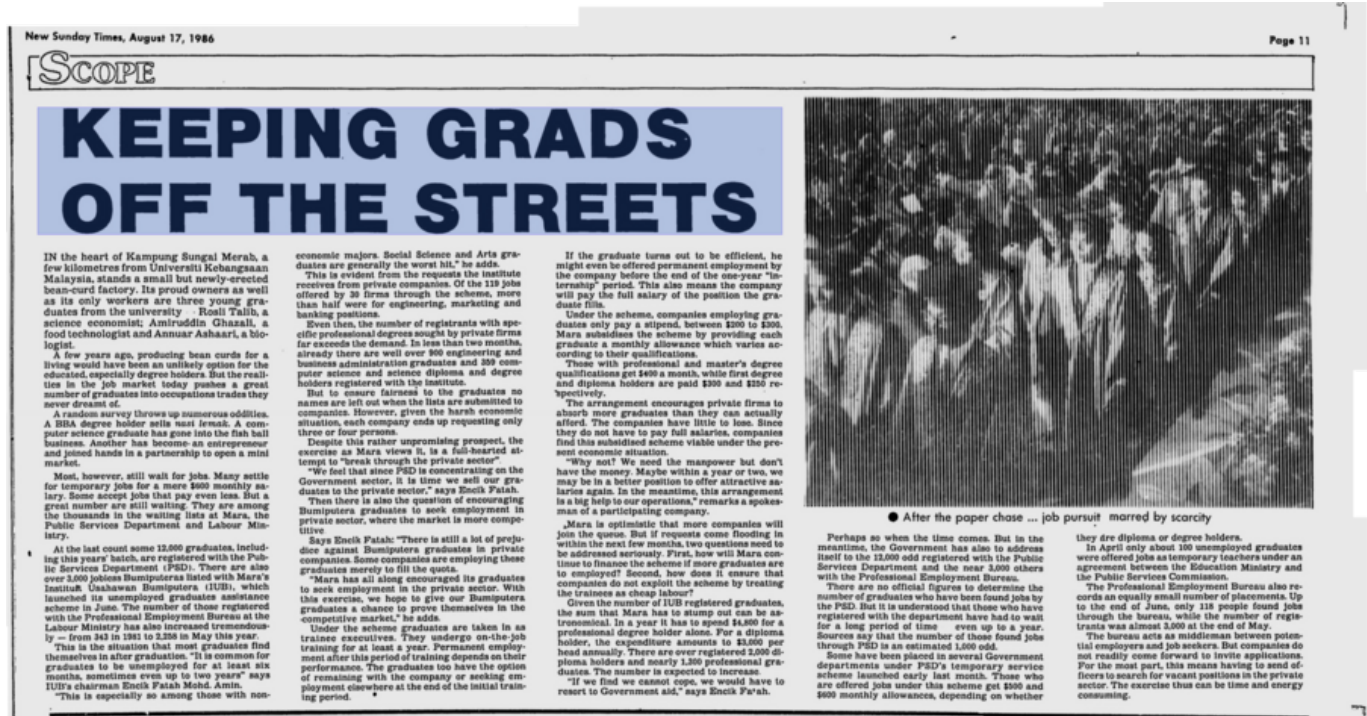 New Sunday Times, August 17, 1986
Page 11
SCOPE
KEEPING GRADS
OFF THE STREETS
IN the heart of Kampung Sungai Merab, a
few kilometres from Universiti Kebangsaan
Malaysia, stands a small but newly-erected
bean-curd factory. Its proud owners as well
as its only workers are three young gra-
duates from the university Rosli Talib, a
science economist; Amiruddin Ghazali, a
food technologist and Annuar Ashaari, a bio-
logist.
A few years ago, producing bean curds for a
living would have been an unlikely option for the
educated, especially degree holders. But the reali-
ties in the job market today pushes a great
number of graduates into occupations trades they
never dreamt of.
A random survey throws up numerous oddities.
A BBA degree holder sells nasi lemak. A com-
puter science graduate has gone into the fish ball
business. Another has become an entrepreneur
and joined hands in a partnership to open a mini
market.
Most, however, still wait for jobs. Many settle
for temporary jobs for a mere $600 monthly sa-
lary. Some accept jobs that pay even less. But a
great number are still waiting. They are among
the thousands in the waiting lists at Mara, the
Public Services Department and Labour Min-
istry.
At the last count some 12,000 graduates, includ-
ing this years' batch, are registered with the Pub-
lic Services Department (PSD). There are also
over 3,000 jobless Bumiputeras listed with Mara's
Institut Usahawan Bumiputera (IUB), which
launched its unemployed graduates assistance
scheme in June. The number of those registered
with the Professional Employment Bureau at the
Labour Ministry has also increased tremendous-
ly — from 343 in 1981 to 2,258 in May this year.
This is the situation that most graduates find
themselves in after graduation. "It is common for
graduates to be unemployed for at least six
months, sometimes even up to two years" says
IUB's chairman Encik Fatah Mohd. Amin.
"This is especially so among those with non-
economic majors. Social Science and Arts gra-
duates are generally the worst hit," he adds.
This is evident from the requests the institute
receives from private companies. Of the 119 jobs
offered by 30 firms through the scheme, more
than half were for engineering, marketing and
banking positions.
Even then, the number of registrants with spe-
cific professional degrees sought by private firms
far exceeds the demand. In less than two months,
already there are well over 900 engineering and
business administration graduates and 359 com-
puter science and science diploma and degree
holders registered with the institute.
But to ensure fairness to the graduates no
names are left out when the lists are submitted to
companies. However, given the harsh economic
situation, each company ends up requesting only
three or four persons.
Despite this rather unpromising prospect, the
exercise as Mara views it, is a full-hearted at-
tempt to "break through the private sector".
"We feel that since PSD is concentrating on the
Government sector, it is time we sell our gra-
duates to the private sector," says Encik Fatah.
Then there is also the question of encouraging
Bumiputera graduates to seek employment in
private sector, where the market is more compe-
titive.
Says Encik Fatah: "There is still a lot of preju-
dice against Bumiputera graduates in private
companies. Some companies are employing these
graduates merely to fill the quota.
"Mara has all along encouraged its graduates
to seek employment in the private sector. With
this exercise, we hope to give our Bumiputera
graduates a chance to prove themselves in the
competitive market," he adds.
Under the scheme graduates are taken in as
trainee executives. They undergo on-the-job
training for at least a year. Permanent employ-
ment after this period of training depends on their
performance. The graduates too have the option
of remaining with the company or seeking em-
ployment elsewhere at the end of the initial train-
ing period.
If the graduate turns out to be efficient, he
might even be offered permanent employment by
the company before the end of the one-year "in-
ternship" period. This also means the company
will pay the full salary of the position the gra-
duate fills.
Under the scheme, companies employing gra-
duates only pay a stipend, between $200 to $300.
Mara subsidises the scheme by providing each
graduate a monthly allowance which varies ac-
cording to their qualifications.
Those with professional and master's degree
qualifications get $400 a month, while first degree
and diploma holders are paid $300 and $250 re-
spectively.
The arrangement encourages private firms to
absorb more graduates than they can actually
afford. The companies have little to lose. Since
they do not have to pay full salaries, companies
find this subsidised scheme viable under the pre-
sent economic situation.
"Why not? We need the manpower but don't
have the money. Maybe within a year or two, we
may be in a better position to offer attractive sa-
laries again. In the meantime, this arrangement
is a big help to our operations," remarks a spokes-
man of a participating company.
„Mara is optimistic that more companies will
join the queue. But if requests come flooding in
within the next few months, two questions need to
be addressed seriously. First, how will Mara con-
tinue to finance the scheme if more graduates are
to employed? Second, how does it ensure that
companies do not exploit the scheme by treating
the trainees as cheap labour?
Given the number of IUB registered graduates,
the sum that Mara has to stump out can be as-
tronomical. In a year it has to spend $4,800 for a
professional degree holder alone. For a diploma
holder, the expenditure amounts to $3,000 per
head annually. There are over registered 2,000 di-
ploma holders and nearly 1,300 professional gra-
duates. The number is expected to increase.
"If we find we cannot cope, we would have to
resort to Government aid," says Encik Fatah.
● After the paper chase ... job pursuit marred by scarcity
Perhaps so when the time comes. But in the
meantime, the Government has also to address
itself to the 12,000 odd registered with the Public
Services Department and the near 3,000 others
with the Professional Employment Bureau.
There are no official figures to determine the
number of graduates who have been found jobs by
the PSD. But it is understood that those who have
registered with the department have had to wait
for a long period of time even up to a year.
Sources say that the number of those found jobs
through PSD is an estimated 1,000 odd.
Some have been placed in several Government
departments under PSD's temporary service
scheme launched early last month. Those who
are offered jobs under this scheme get $500 and
$600 monthly allowances, depending on whether
they are diploma or degree holders.
In April only about 100 unemployed graduates
were offered jobs as temporary teachers under an
agreement between the Education Ministry and
the Public Services Commission.
The Professional Employment Bureau also re-
cords an equally small number of placements. Up
to the end of June, only 118 people found jobs
through the bureau, while the number of regis-
trants was almost 3,000 at the end of May.
The bureau acts as middleman between poten-
tial employers and job seekers. But companies do
not readily come forward to invite applications.
For the most part, this means having to send of-
ficers to search for vacant positions in the private
sector. The exercise thus can be time and energy
consuming.